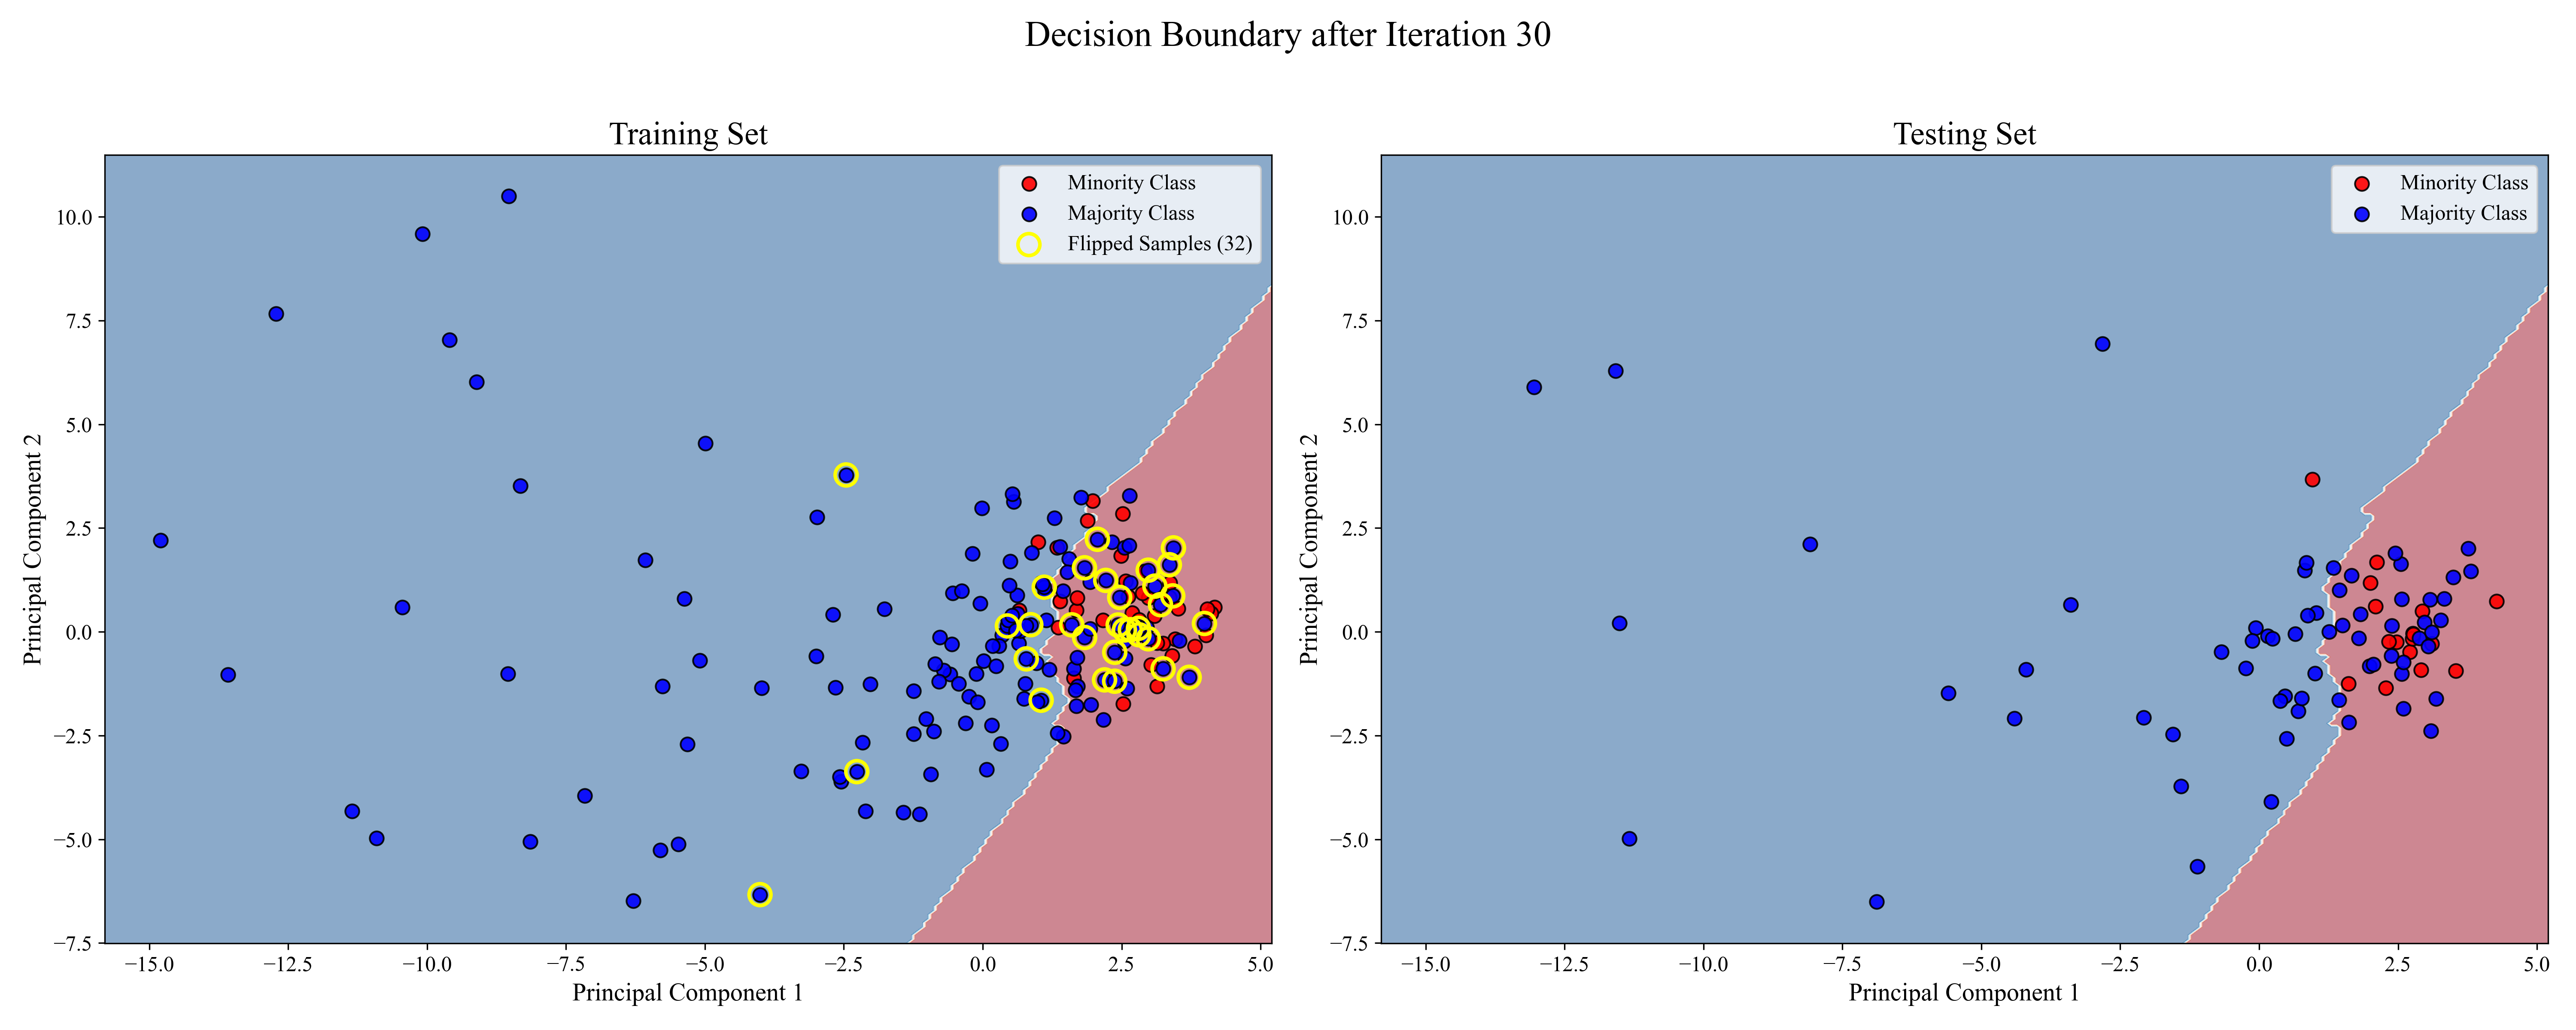 Decision Boundary after Iteration 30
Training Set
Minority Class
Majority Class
Flipped Samples (32)
10.0
7.5
5.0
2.5
0.0
−2.5
−5.0
−7.5
Principal Component 2
−15.0 −12.5 −10.0 −7.5 −5.0 −2.5 0.0 2.5 5.0
Principal Component 1
Testing Set
Minority Class
Majority Class
10.0
7.5
5.0
2.5
0.0
−2.5
−5.0
−7.5
Principal Component 2
−15.0 −12.5 −10.0 −7.5 −5.0 −2.5 0.0 2.5 5.0
Principal Component 1